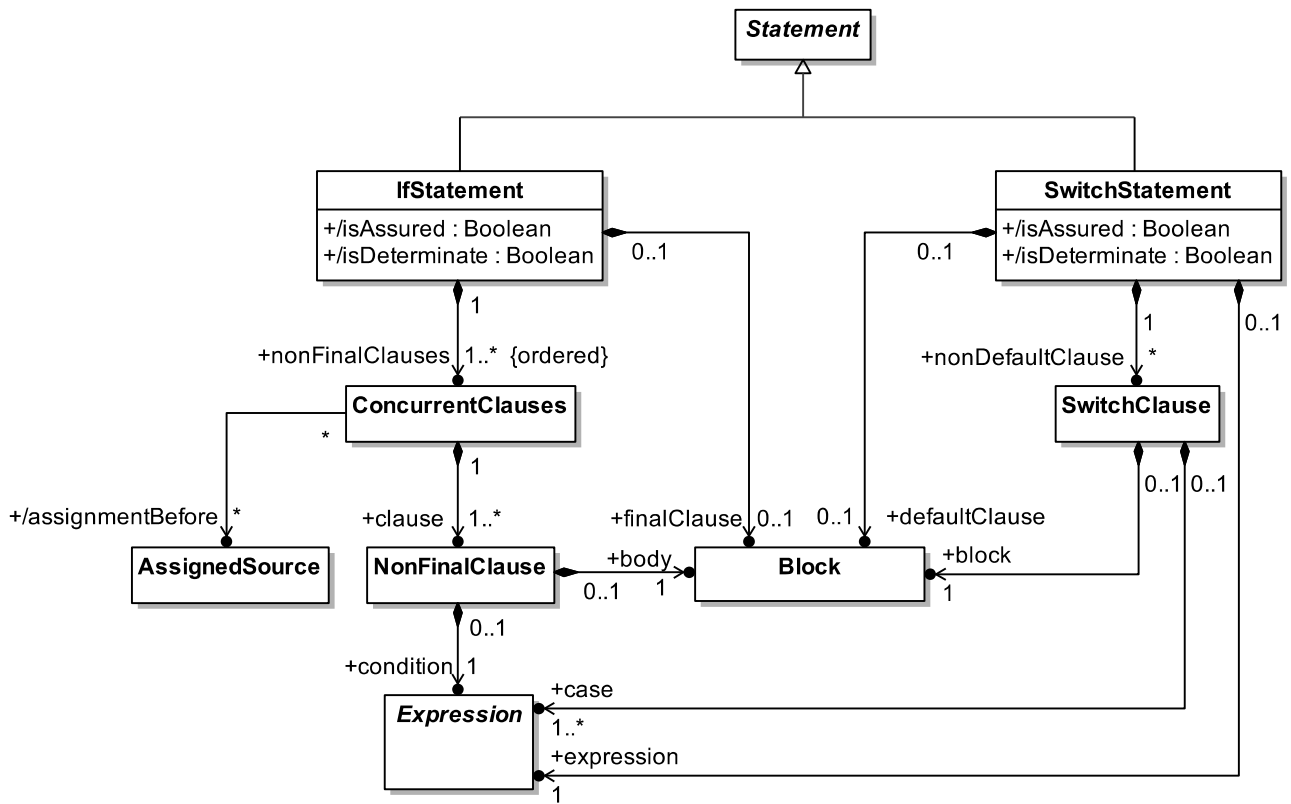 Statement
IfStatement
+/isAssured : Boolean
+/isDeterminate : Boolean
SwitchStatement
+/isAssured : Boolean
+/isDeterminate : Boolean
0..1
0..1
1
1
0..1
+nonFinalClauses
1..*
{ordered}
+nonDefaultClause
*
ConcurrentClauses
SwitchClause
*
1
0..1
0..1
+/assignmentBefore
*
+clause
1..*
+finalClause
0..1
0..1
+defaultClause
AssignedSource
NonFinalClause
+body
0..1
1
Block
+block
1
0..1
+condition
1
Expression
+case
1..*
+expression
1